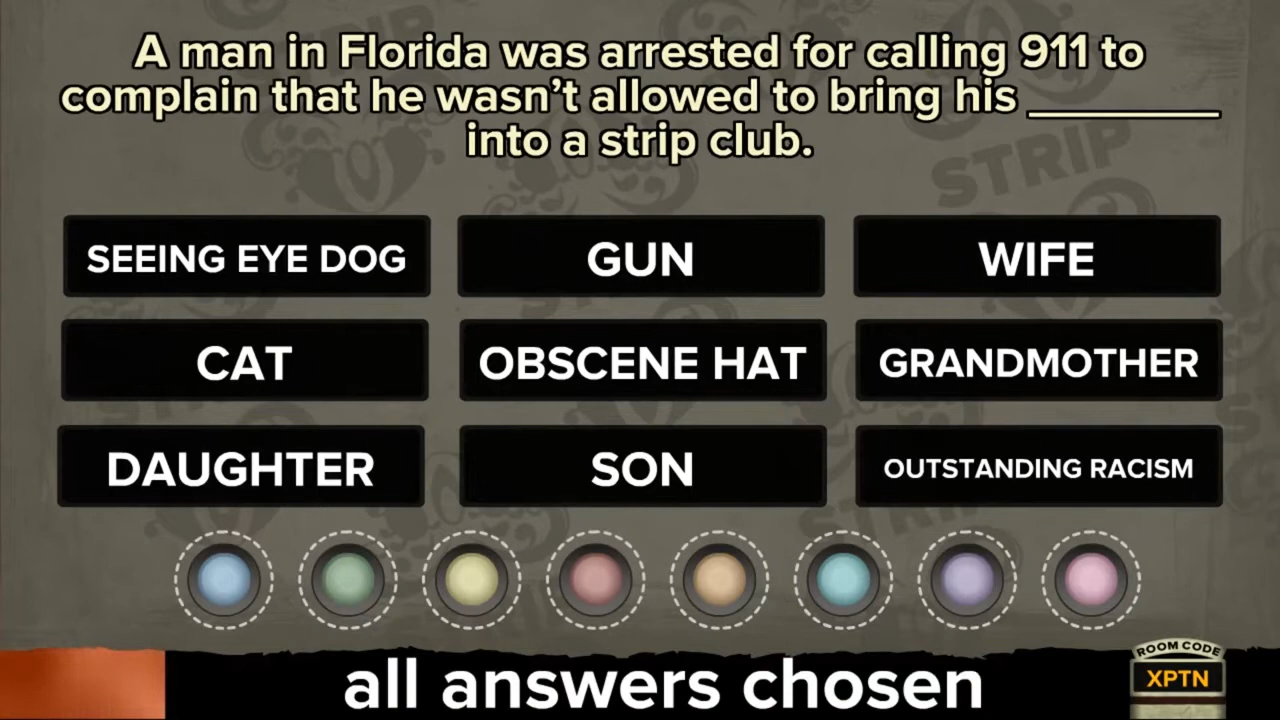 A man in Florida was arrested for calling 911 to
complain that he wasn't allowed to bring his ________
into a strip club.
SEEING EYE DOG
GUN
WIFE
CAT
OBSCENE HAT
GRANDMOTHER
DAUGHTER
SON
OUTSTANDING RACISM
all answers chosen
ROOM CODE
XPTN
STRIP